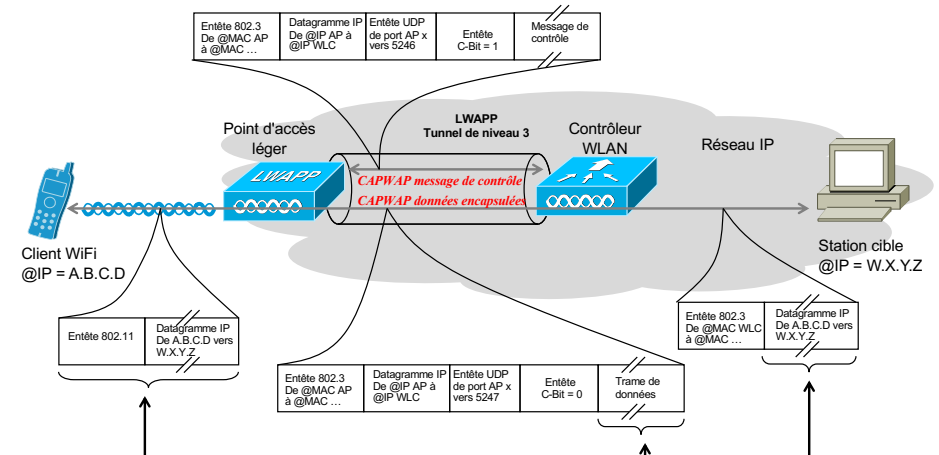 Entête 802.3
De @MAC AP
à @MAC ...
Datagramme IP
De @IP AP à
@IP WLC
Entête UDP
de port AP x
vers 5246
Entête
C-Bit = 1
Message de
contrôle
Point d'accès
léger
LWAPP
Tunnel de niveau 3
Contrôleur
WLAN
Réseau IP
LWAPP
CAPWAP message de contrôle
CAPWAP données encapsulées
Client WiFi
@IP = A.B.C.D
Station cible
@IP = W.X.Y.Z
Entête 802.11
Datagramme IP
De A.B.C.D vers
W.X.Y.Z
Entête 802.3
De @MAC WLC
à @MAC ...
Datagramme IP
De A.B.C.D vers
W.X.Y.Z
Entête 802.3
De @MAC AP
à @MAC ...
Datagramme IP
De @IP AP à
@IP WLC
Entête UDP
de port AP x
vers 5247
Entête
C-Bit = 0
Trame de
données